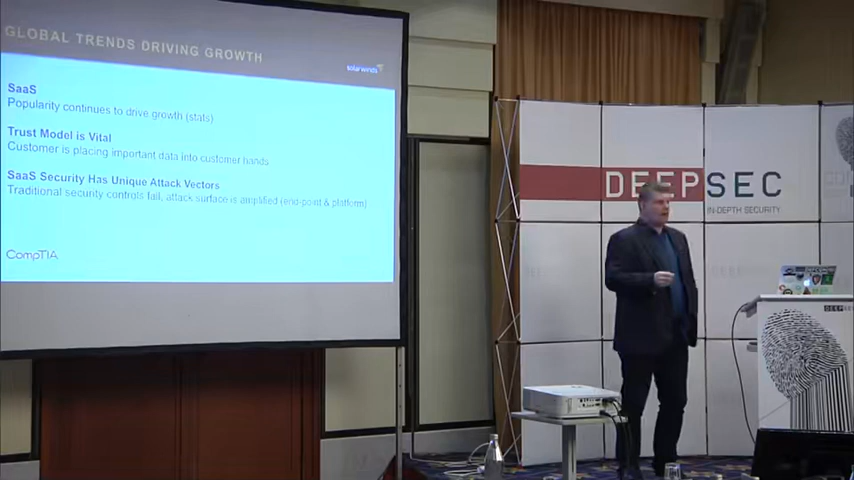 GLOBAL TRENDS DRIVING GROWTH
solarwinds
SaaS
Popularity continues to drive growth (stats)
Trust Model is Vital
Customer is placing important data into customer hands
SaaS Security Has Unique Attack Vectors
Traditional security controls fail, attack surface is amplified (end-point & platform)
CompTIA
DEEPSEC
IN-DEPTH SECURITY
DEEPSEC